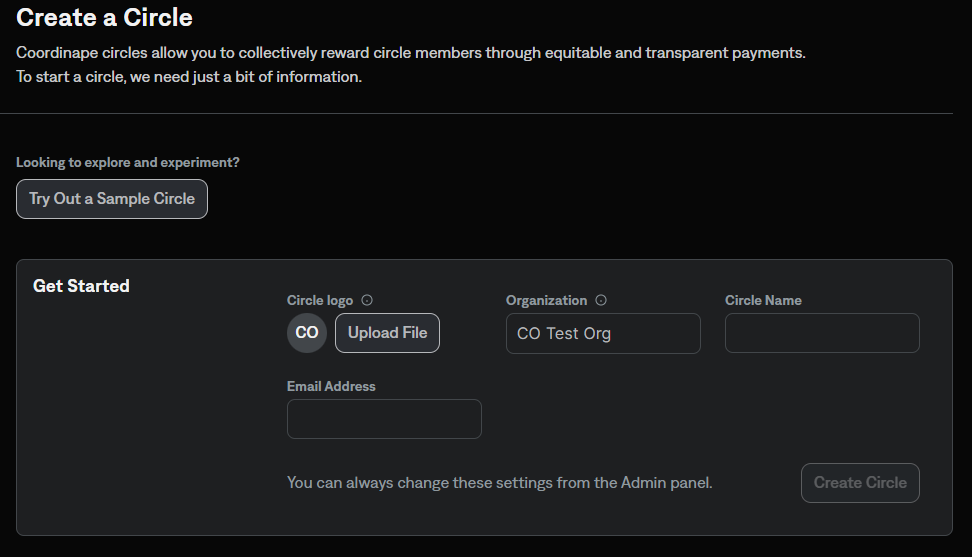 Create a Circle
Coordinape circles allow you to collectively reward circle members through equitable and transparent payments.
To start a circle, we need just a bit of information.
Looking to explore and experiment?
Try Out a Sample Circle
Get Started
Circle logo
Organization
Circle Name
CO
Upload File
CO Test Org
Email Address
You can always change these settings from the Admin panel.
Create Circle